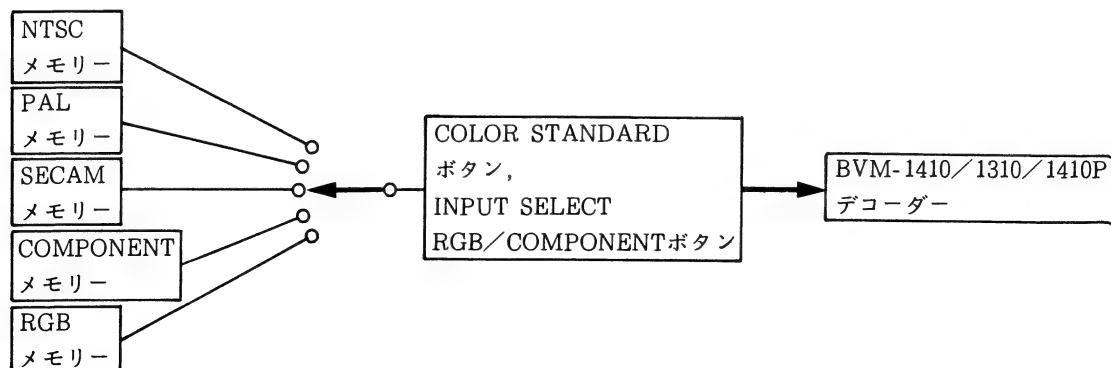 NTSC
メモリー
PAL
メモリー
SECAM
メモリー
COMPONENT
メモリー
RGB
メモリー
COLOR STANDARD
ボタン,
INPUT SELECT
RGB/COMPONENTボタン
BVM-1410/1310/1410P
デコーダー